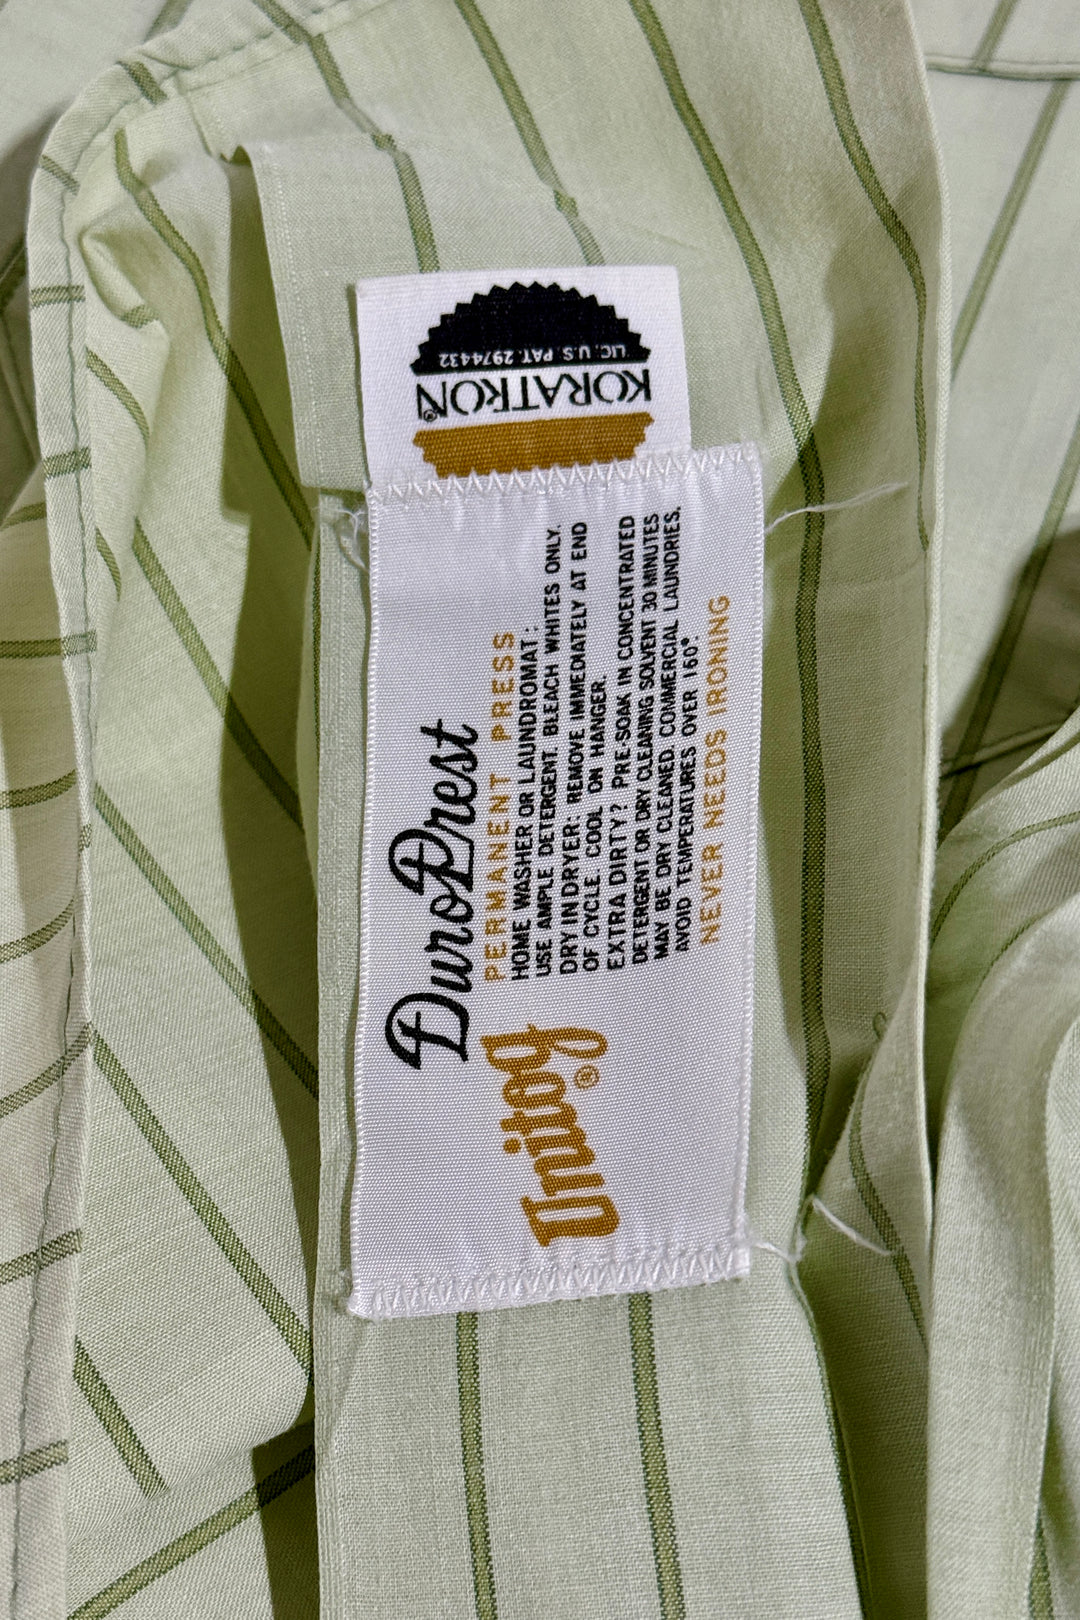 LIC. U.S. PAT. 2974432
KORATRON®
Unitog®
DuroPrest
PERMANENT PRESS
HOME WASHER OR LAUNDROMAT:
USE AMPLE DETERGENT. BLEACH WHITES ONLY.
DRY IN DRYER: REMOVE IMMEDIATELY AT END
OF CYCLE. COOL ON HANGER.
EXTRA DIRTY? PRE-SOAK IN CONCENTRATED
DETERGENT OR DRY CLEANING SOLVENT 30 MINUTES
MAY BE DRY CLEANED. COMMERCIAL LAUNDRIES,
AVOID TEMPERATURES OVER 160°.
NEVER NEEDS IRONING